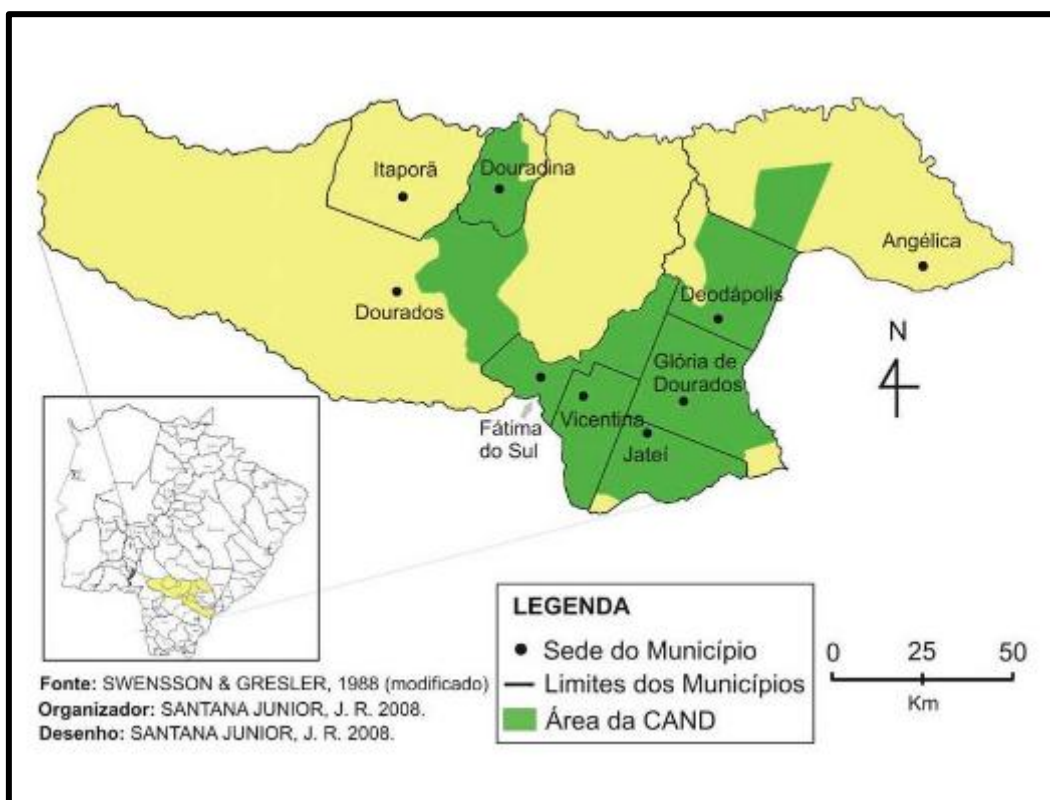 Itaporã
Douradina
Angélica
Dourados
Deodápolis
N
Glória de
Dourados
Vicentina
Fátima
do Sul
Jateí
LEGENDA
Sede do Município
Limites dos Municípios
Área da CAND
0 25 50
Km
Fonte: SWENSSON & GRESLER, 1988 (modificado)
Organizador: SANTANA JUNIOR, J. R. 2008.
Desenho: SANTANA JUNIOR, J. R. 2008.